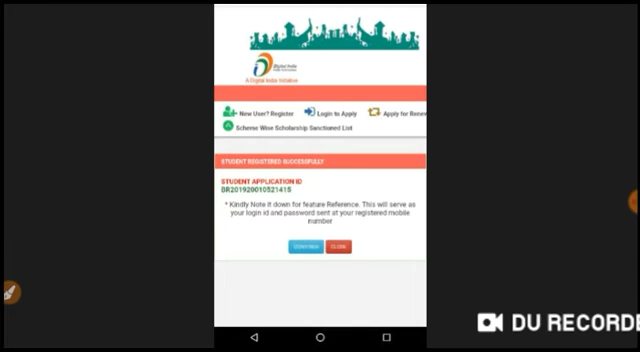 Digital India
A Digital India Initiative
New User? Register
Login to Apply
Apply for Renew
Scheme Wise Scholarship Sanctioned List
STUDENT REGISTERED SUCCESSFULLY
STUDENT APPLICATION ID
BR201920010521415
* Kindly Note it down for feature Reference. This will serve as
your login id and password sent at your registered mobile
number
CONTINUE
CLOSE
DU RECORDE